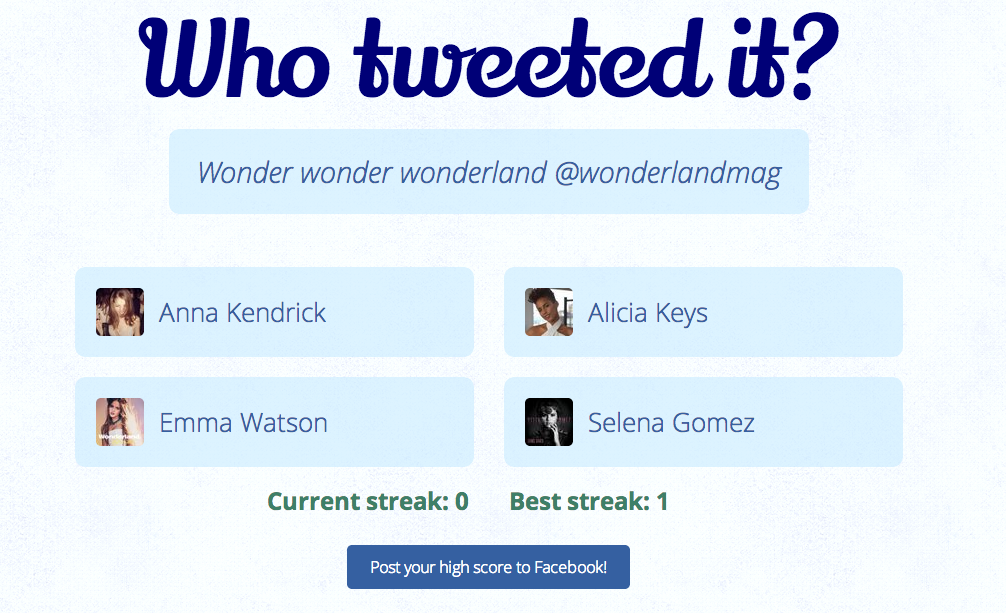 Who tweeted it?
Wonder wonder wonderland @wonderlandmag
Anna Kendrick
Alicia Keys
Wonderland
Emma Watson
Selena Gomez
Current streak: 0 Best streak: 1
Post your high score to Facebook!